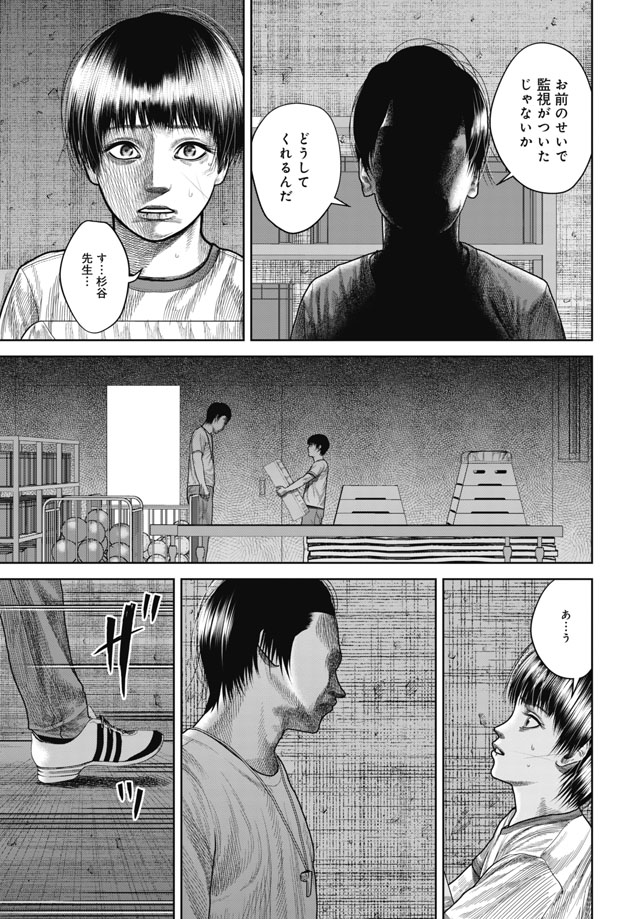 お前のせいで
監視がついた
じゃないか
どうして
くれるんだ
す…杉谷
先生…
あ…う
ザッ